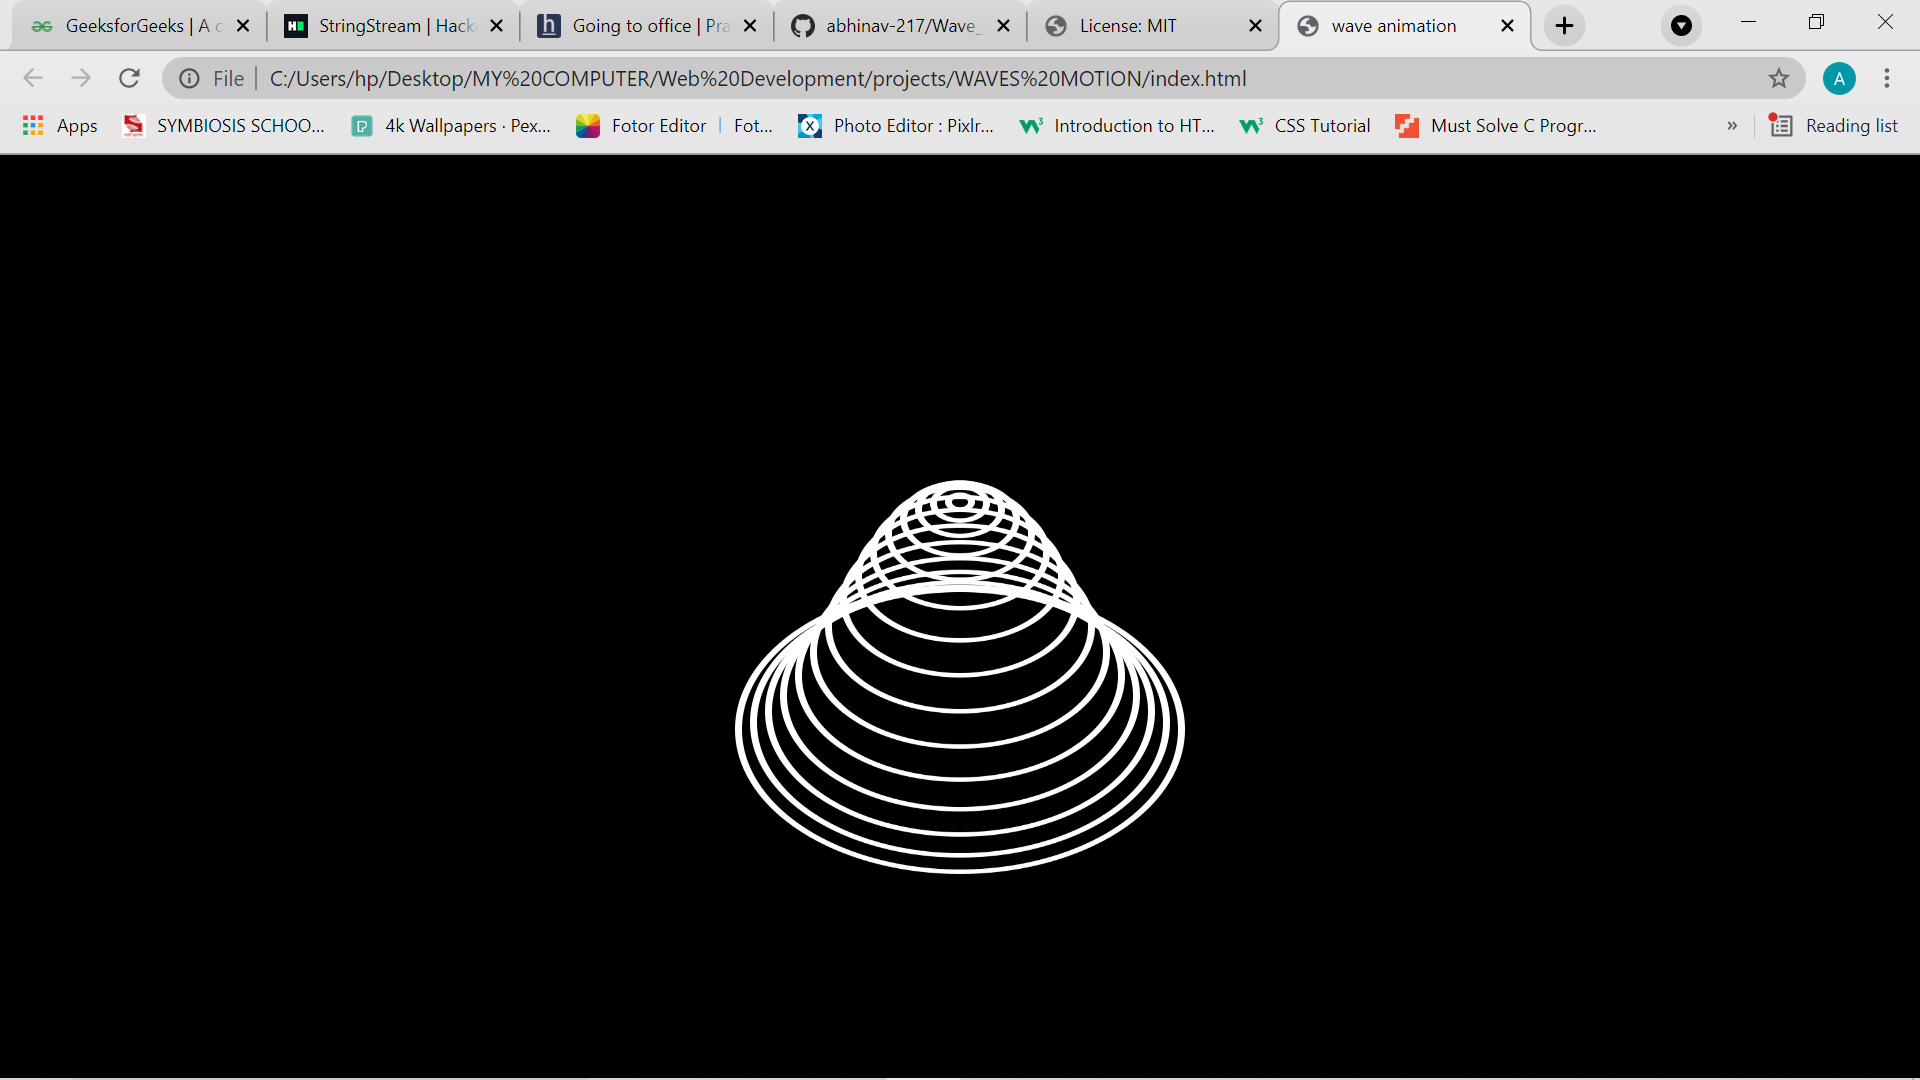 GeeksforGeeks | A c
StringStream | Hack
Going to office | Pra
abhinav-217/Wave_
License: MIT
wave animation
File
C:/Users/hp/Desktop/MY%20COMPUTER/Web%20Development/projects/WAVES%20MOTION/index.html
A
Apps
SYMBIOSIS SCHOO...
4k Wallpapers · Pex...
Fotor Editor | Fot...
Photo Editor : Pixlr...
Introduction to HT...
CSS Tutorial
Must Solve C Progr...
»
Reading list